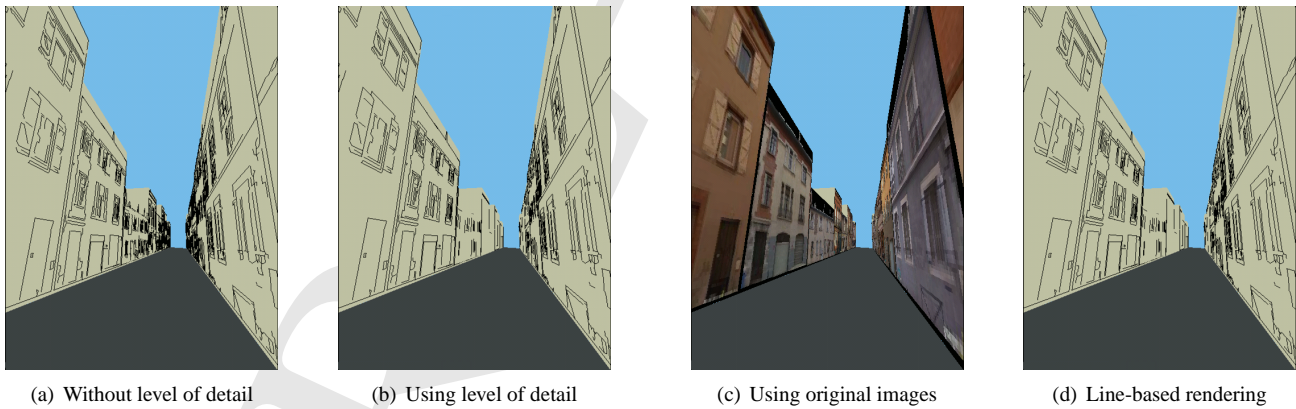 (a) Without level of detail
(b) Using level of detail
(c) Using original images
(d) Line-based rendering